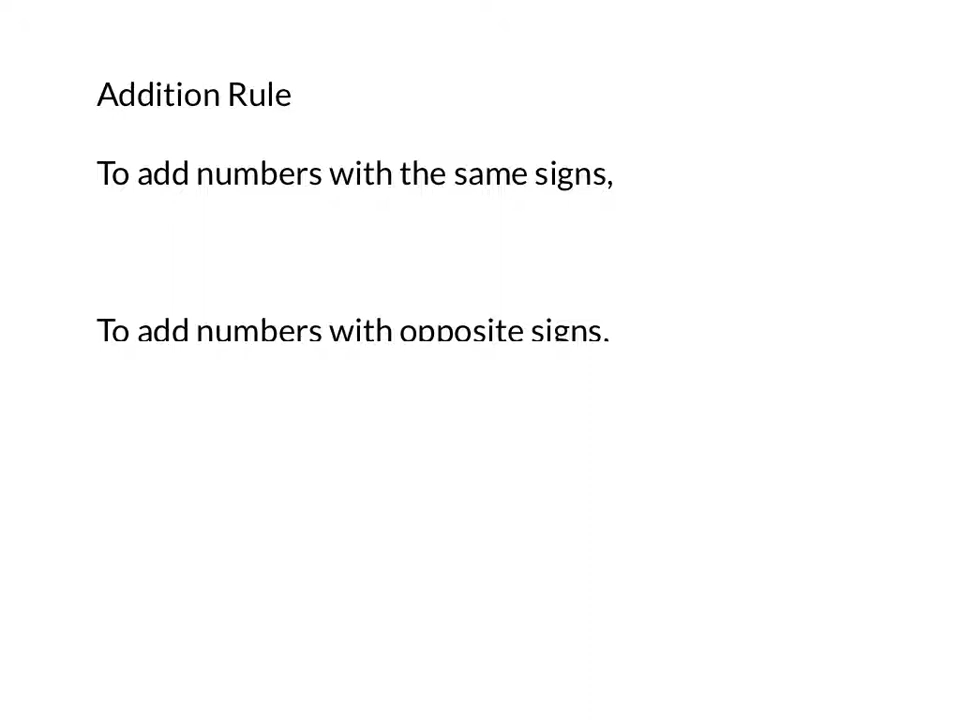 Addition Rule
To add numbers with the same signs,
To add numbers with opposite signs,